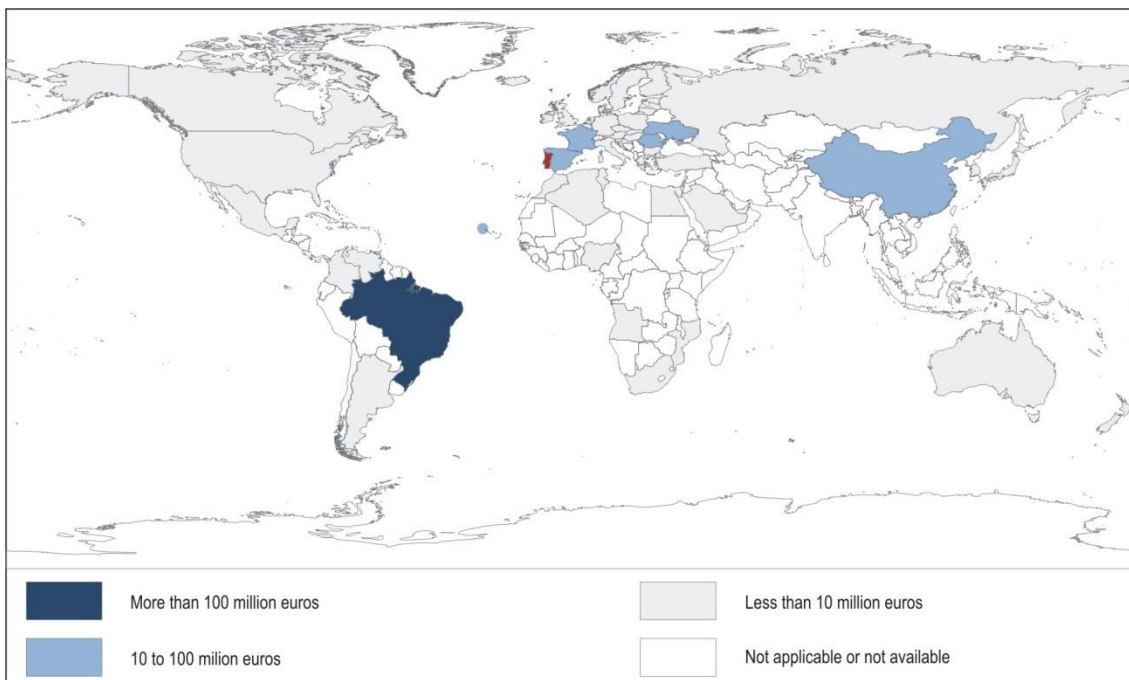 More than 100 million euros
Less than 10 million euros
10 to 100 milion euros
Not applicable or not available